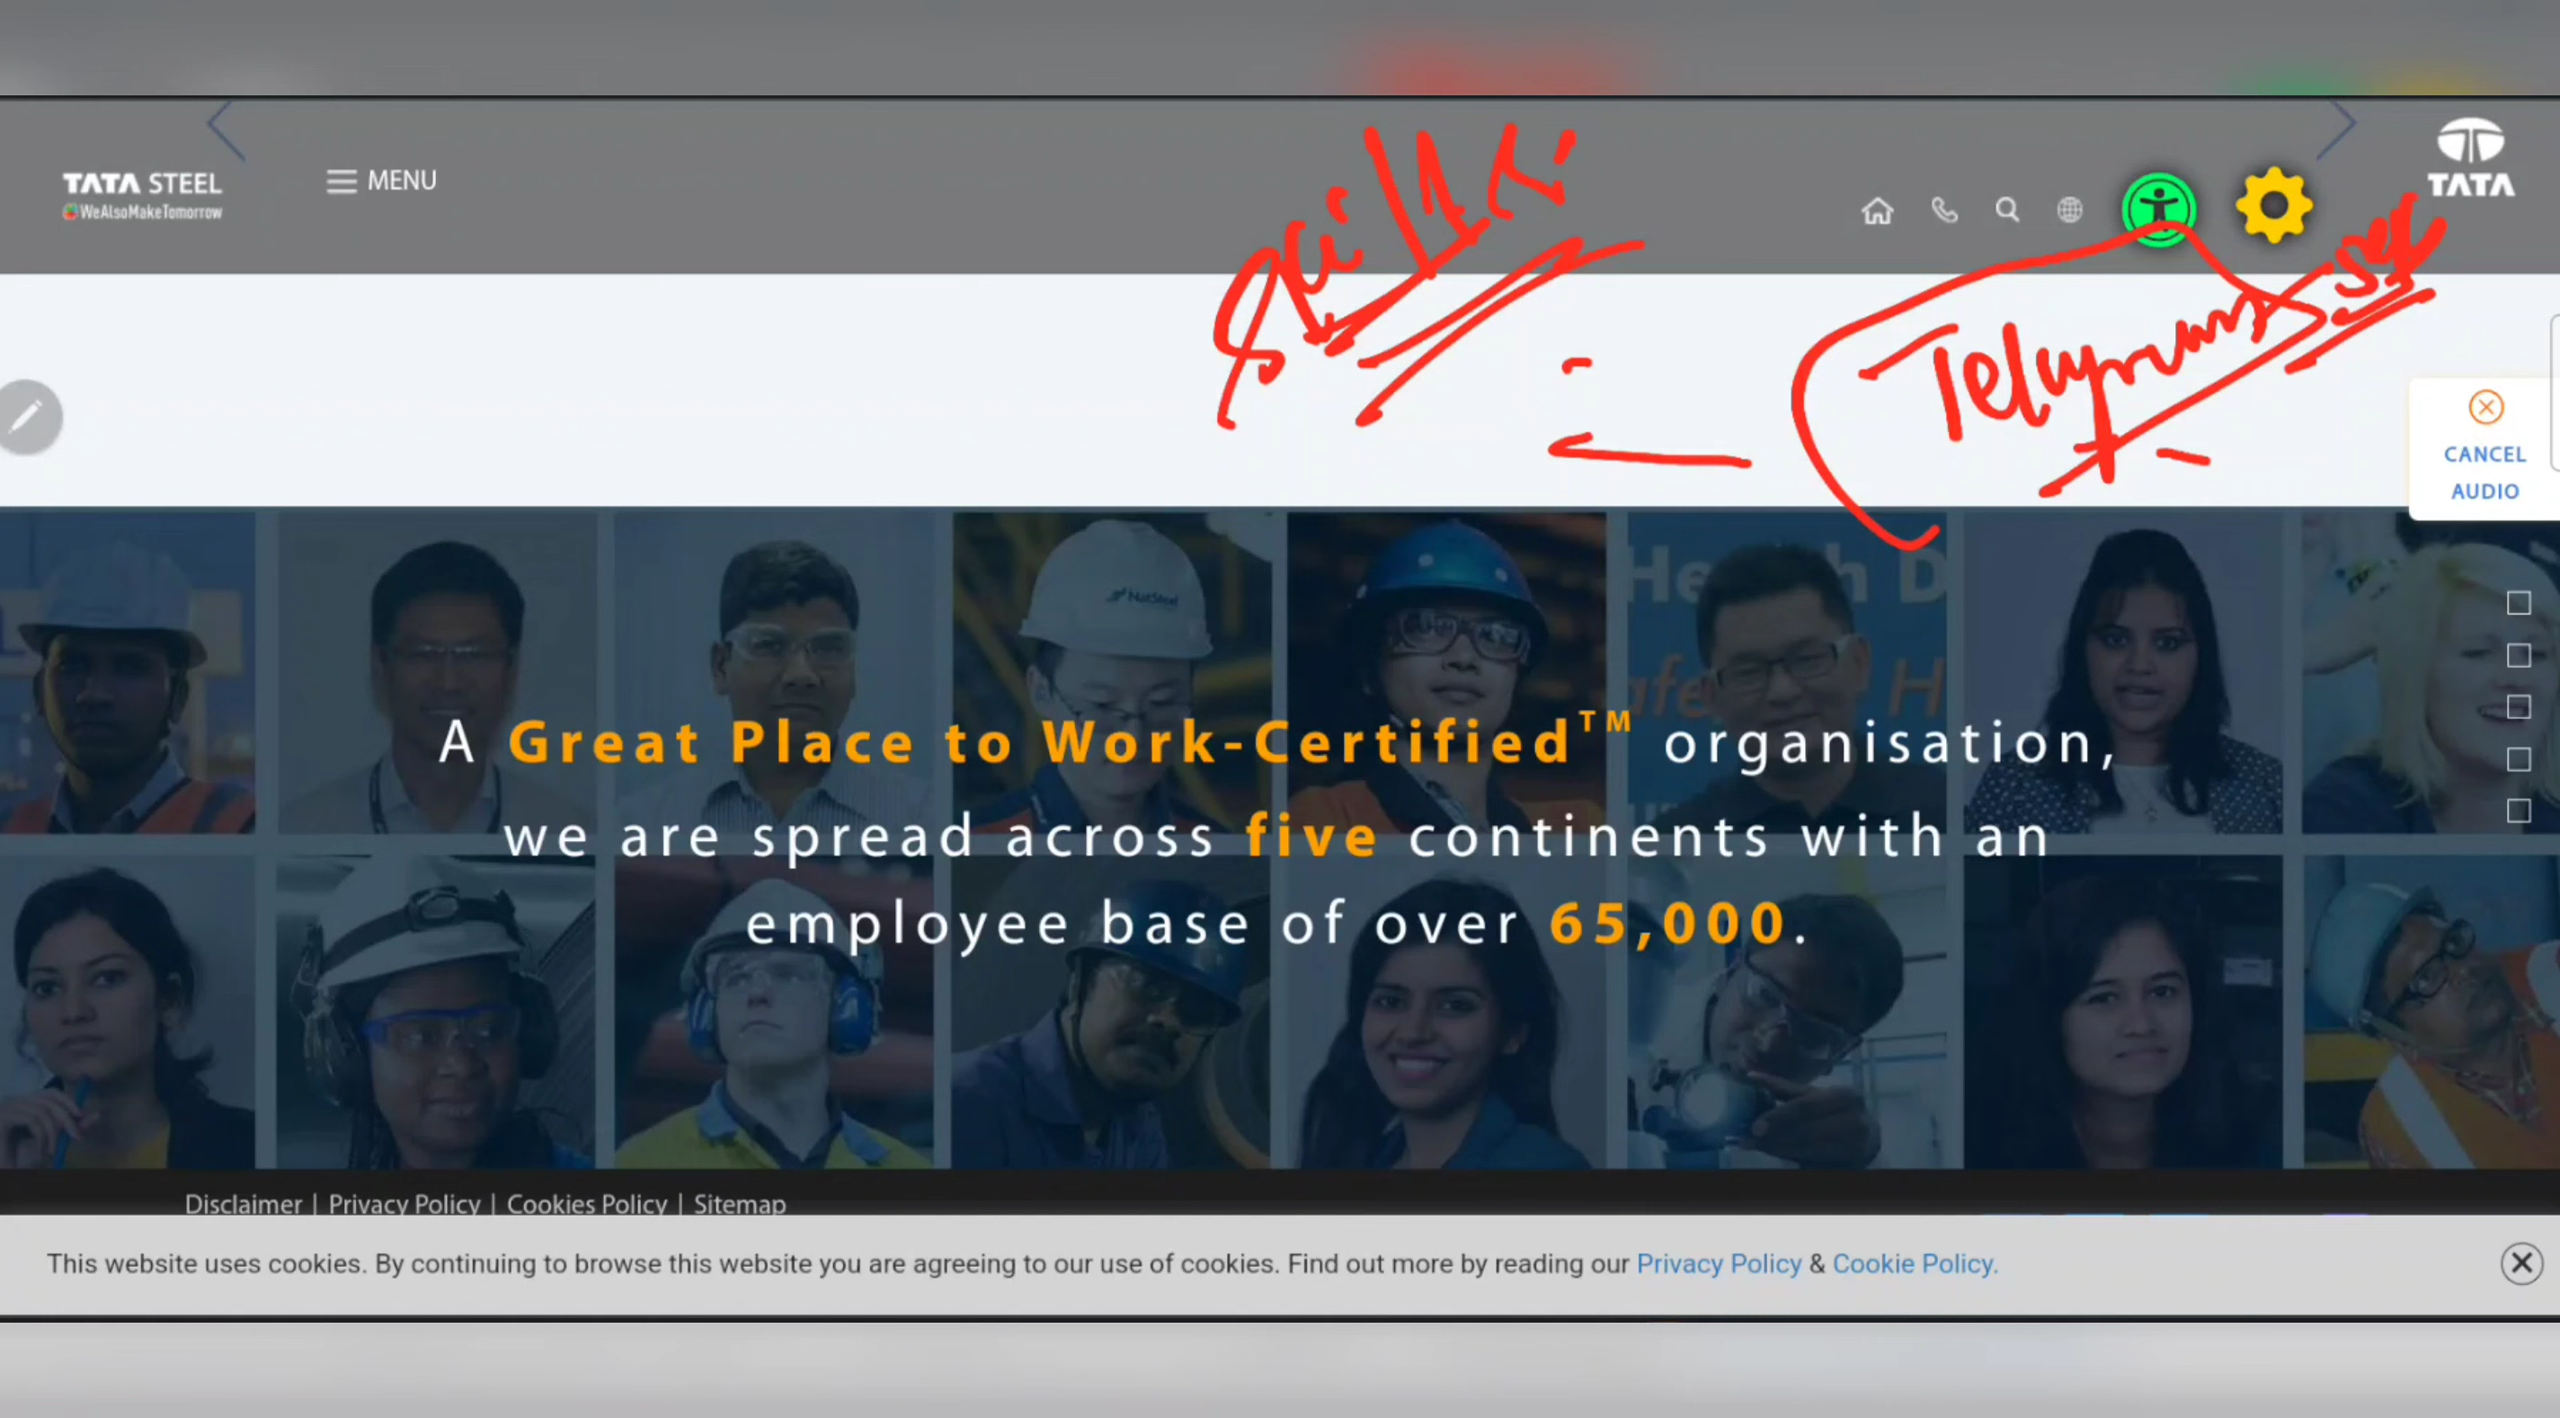 TATA STEEL
#WeAlsoMakeTomorrow
MENU
TATA
CANCEL
AUDIO
NatSteel
A Great Place to Work-Certified™ organisation,
we are spread across five continents with an
employee base of over 65,000.
Disclaimer | Privacy Policy | Cookies Policy | Sitemap
This website uses cookies. By continuing to browse this website you are agreeing to our use of cookies. Find out more by reading our Privacy Policy & Cookie Policy.